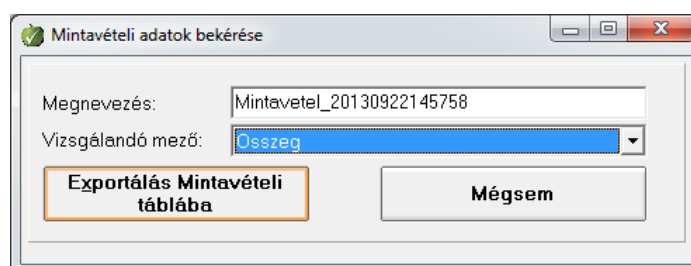 Mintavételi adatok bekérése
Megnevezés: Mintavetel_20130922145758
Vizsgálandó mező: Osszeg
Exportálás Mintavételi
táblába
Mégsem